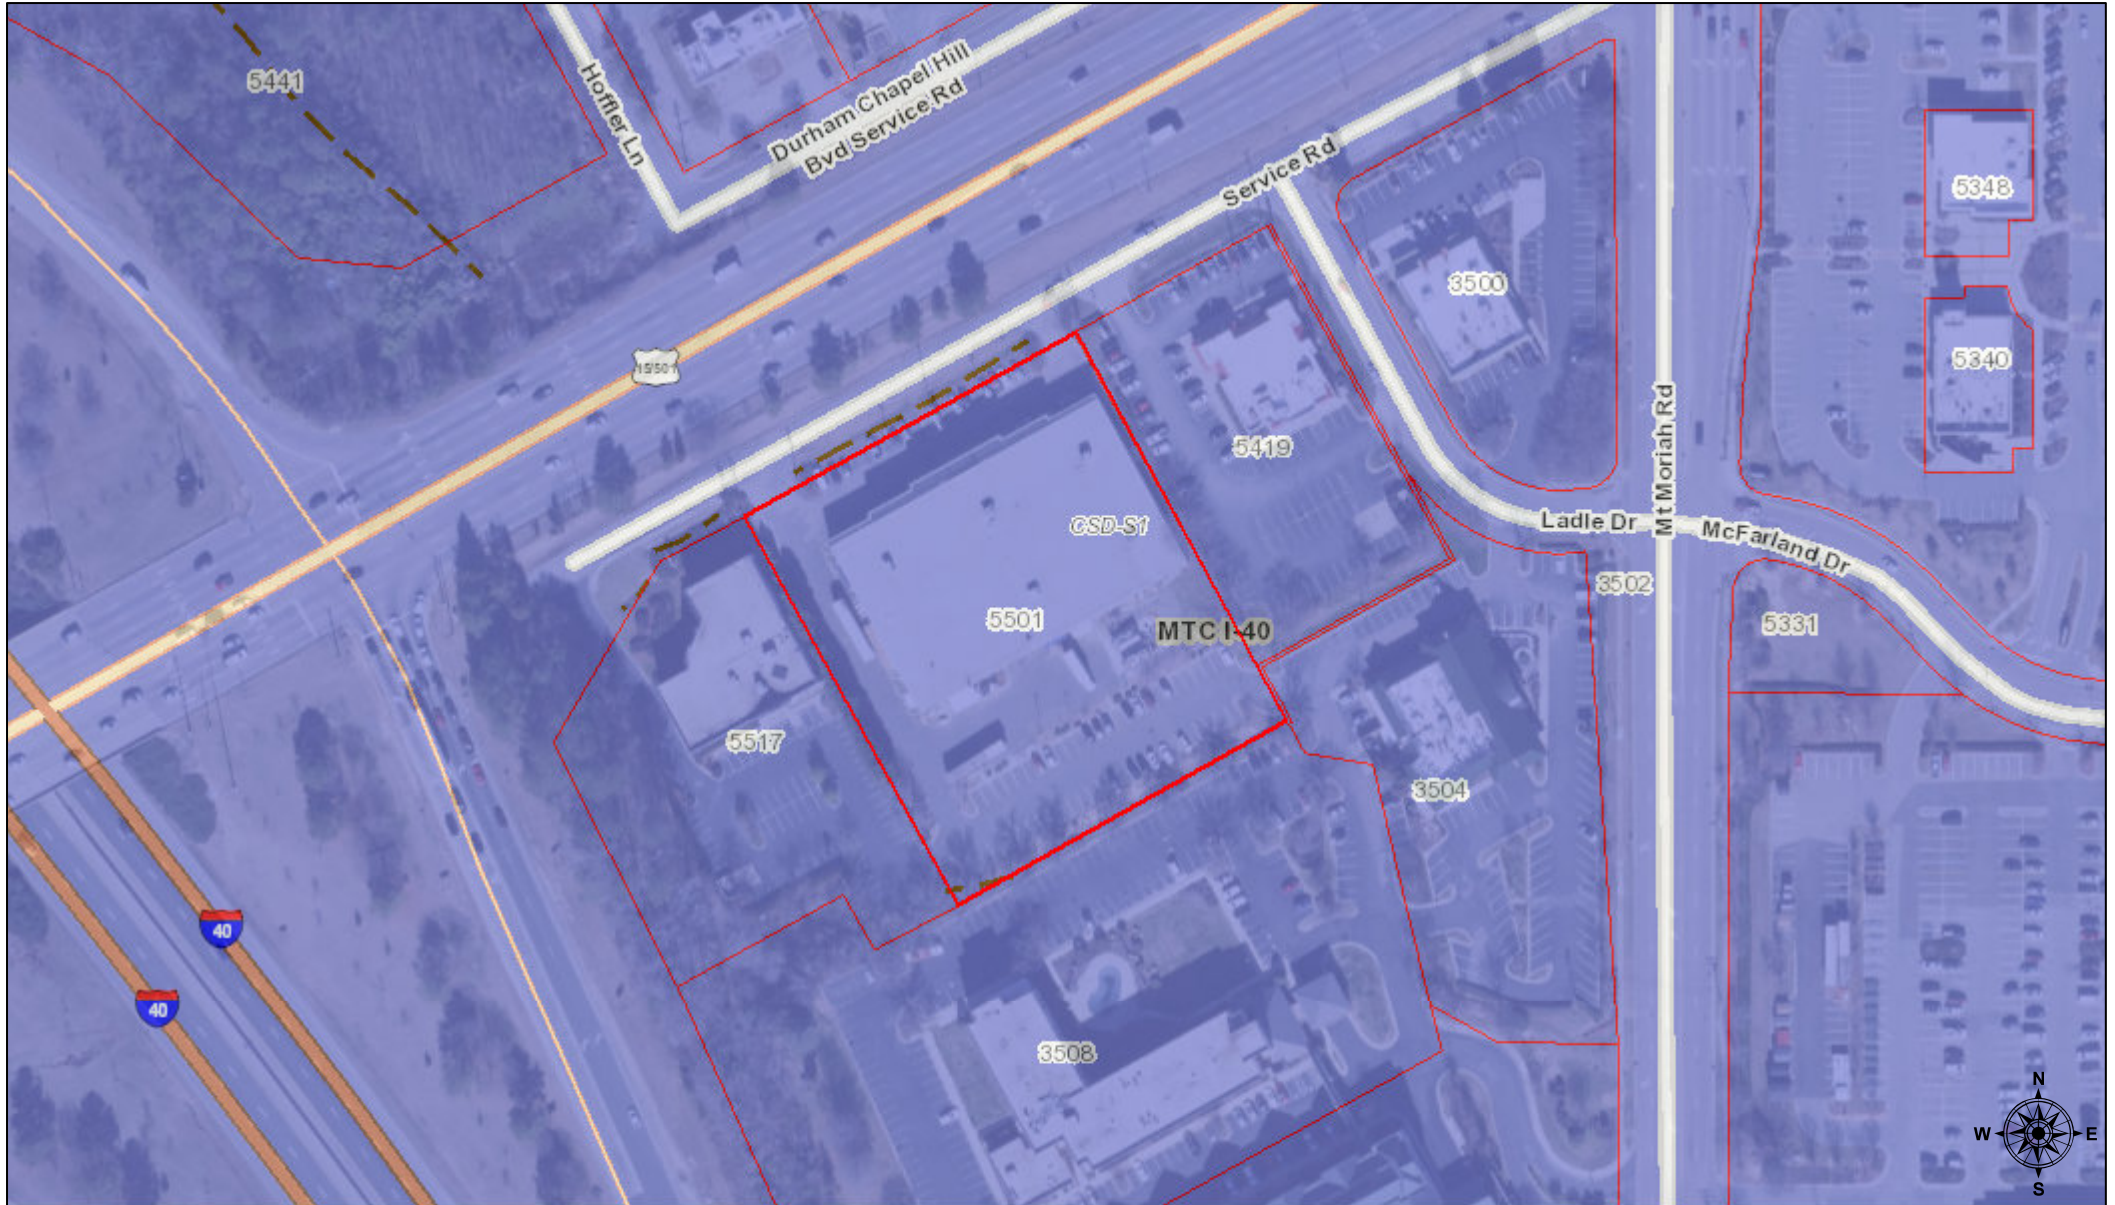 5441
Hoffler Ln
Durham Chapel Hill
Bvd Service Rd
Service Rd
5348
3500
5340
15/501
Mt Moriah Rd
5419
CSD-S1
Ladle Dr
McFarland Dr
3502
5501
MTC I-40
5331
5517
3504
40
40
3508
N
W
E
S